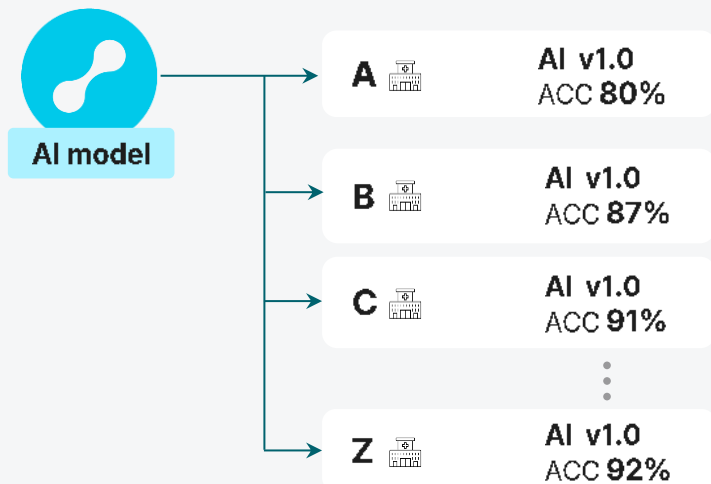 AI model
A
AI v1.0
ACC 80%
B
AI v1.0
ACC 87%
C
AI v1.0
ACC 91%
Z
AI v1.0
ACC 92%